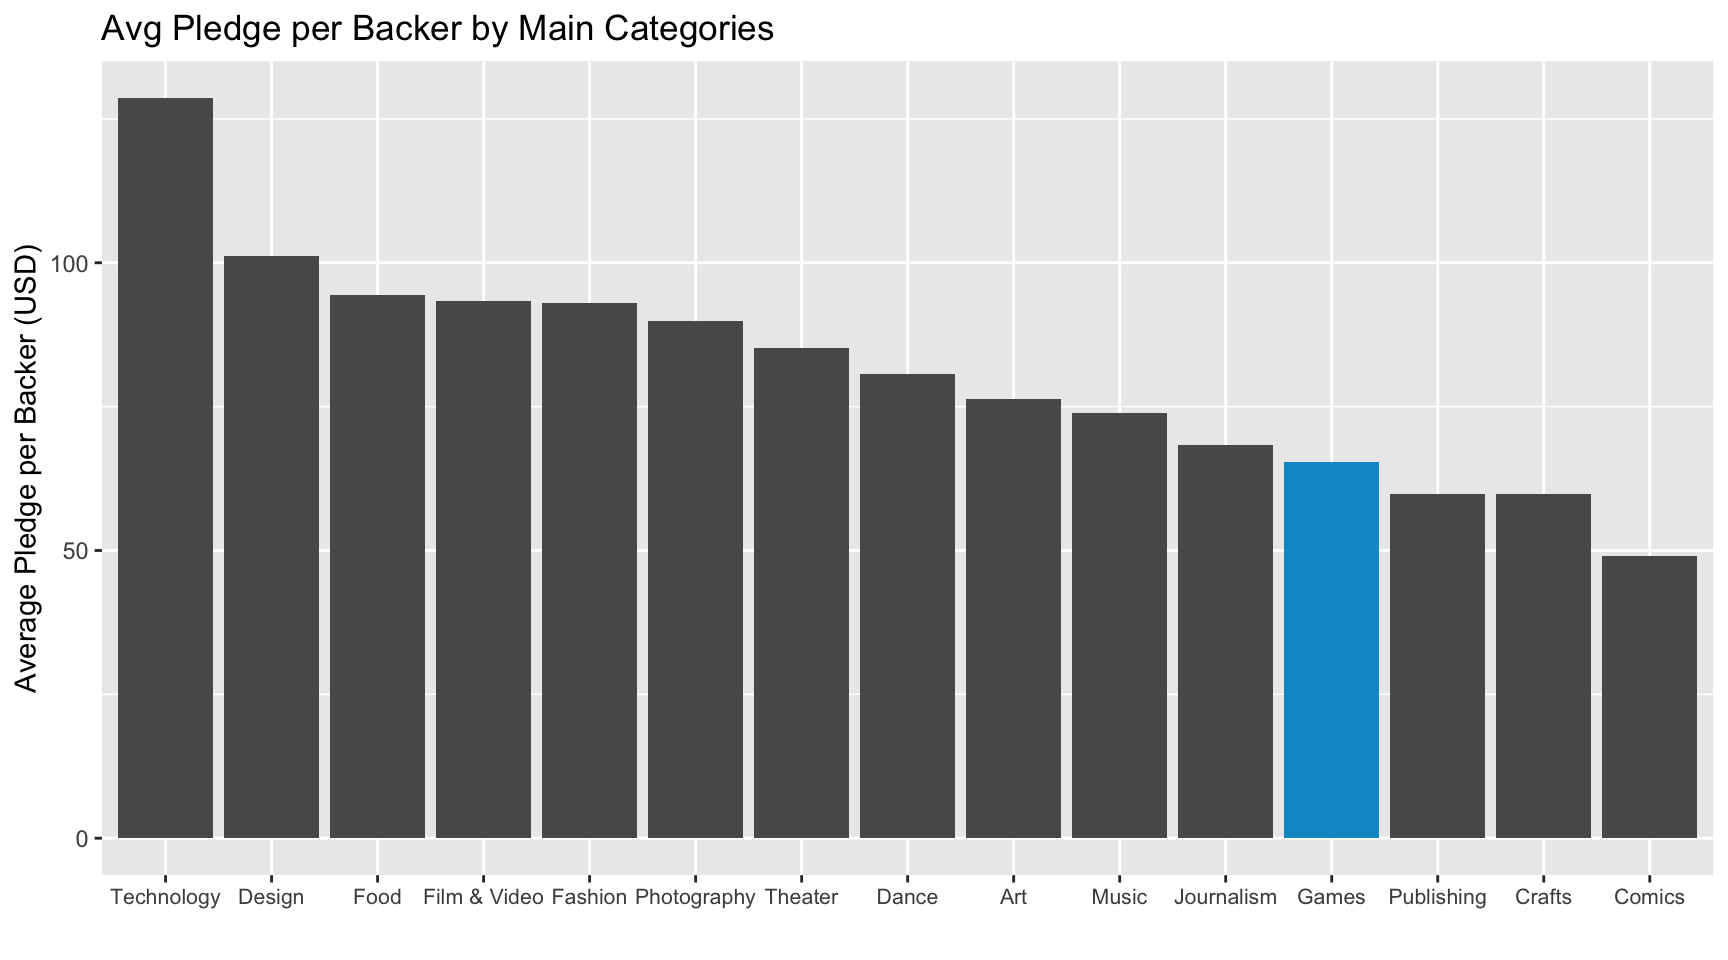 Avg Pledge per Backer by Main Categories
Average Pledge per Backer (USD)
100
50
0
Technology Design Food Film & Video Fashion Photography Theater Dance Art Music Journalism Games Publishing Crafts Comics